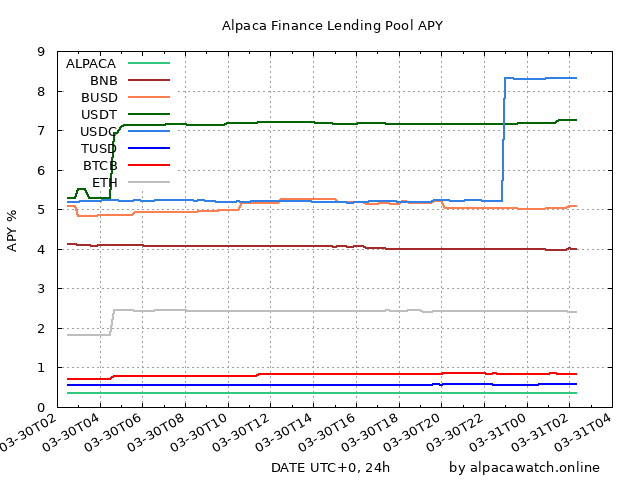 Alpaca Finance Lending Pool APY
9
8
7
6
5
4
3
2
1
0
APY %
ALPACA
BNB
BUSD
USDT
USDC
TUSD
BTCB
ETH
03-30T02
03-30T04
03-30T06
03-30T08
03-30T10
03-30T12
03-30T14
03-30T16
03-30T18
03-30T20
03-30T22
03-31T00
03-31T02
03-31T04
DATE UTC+0, 24h
by alpacawatch.online